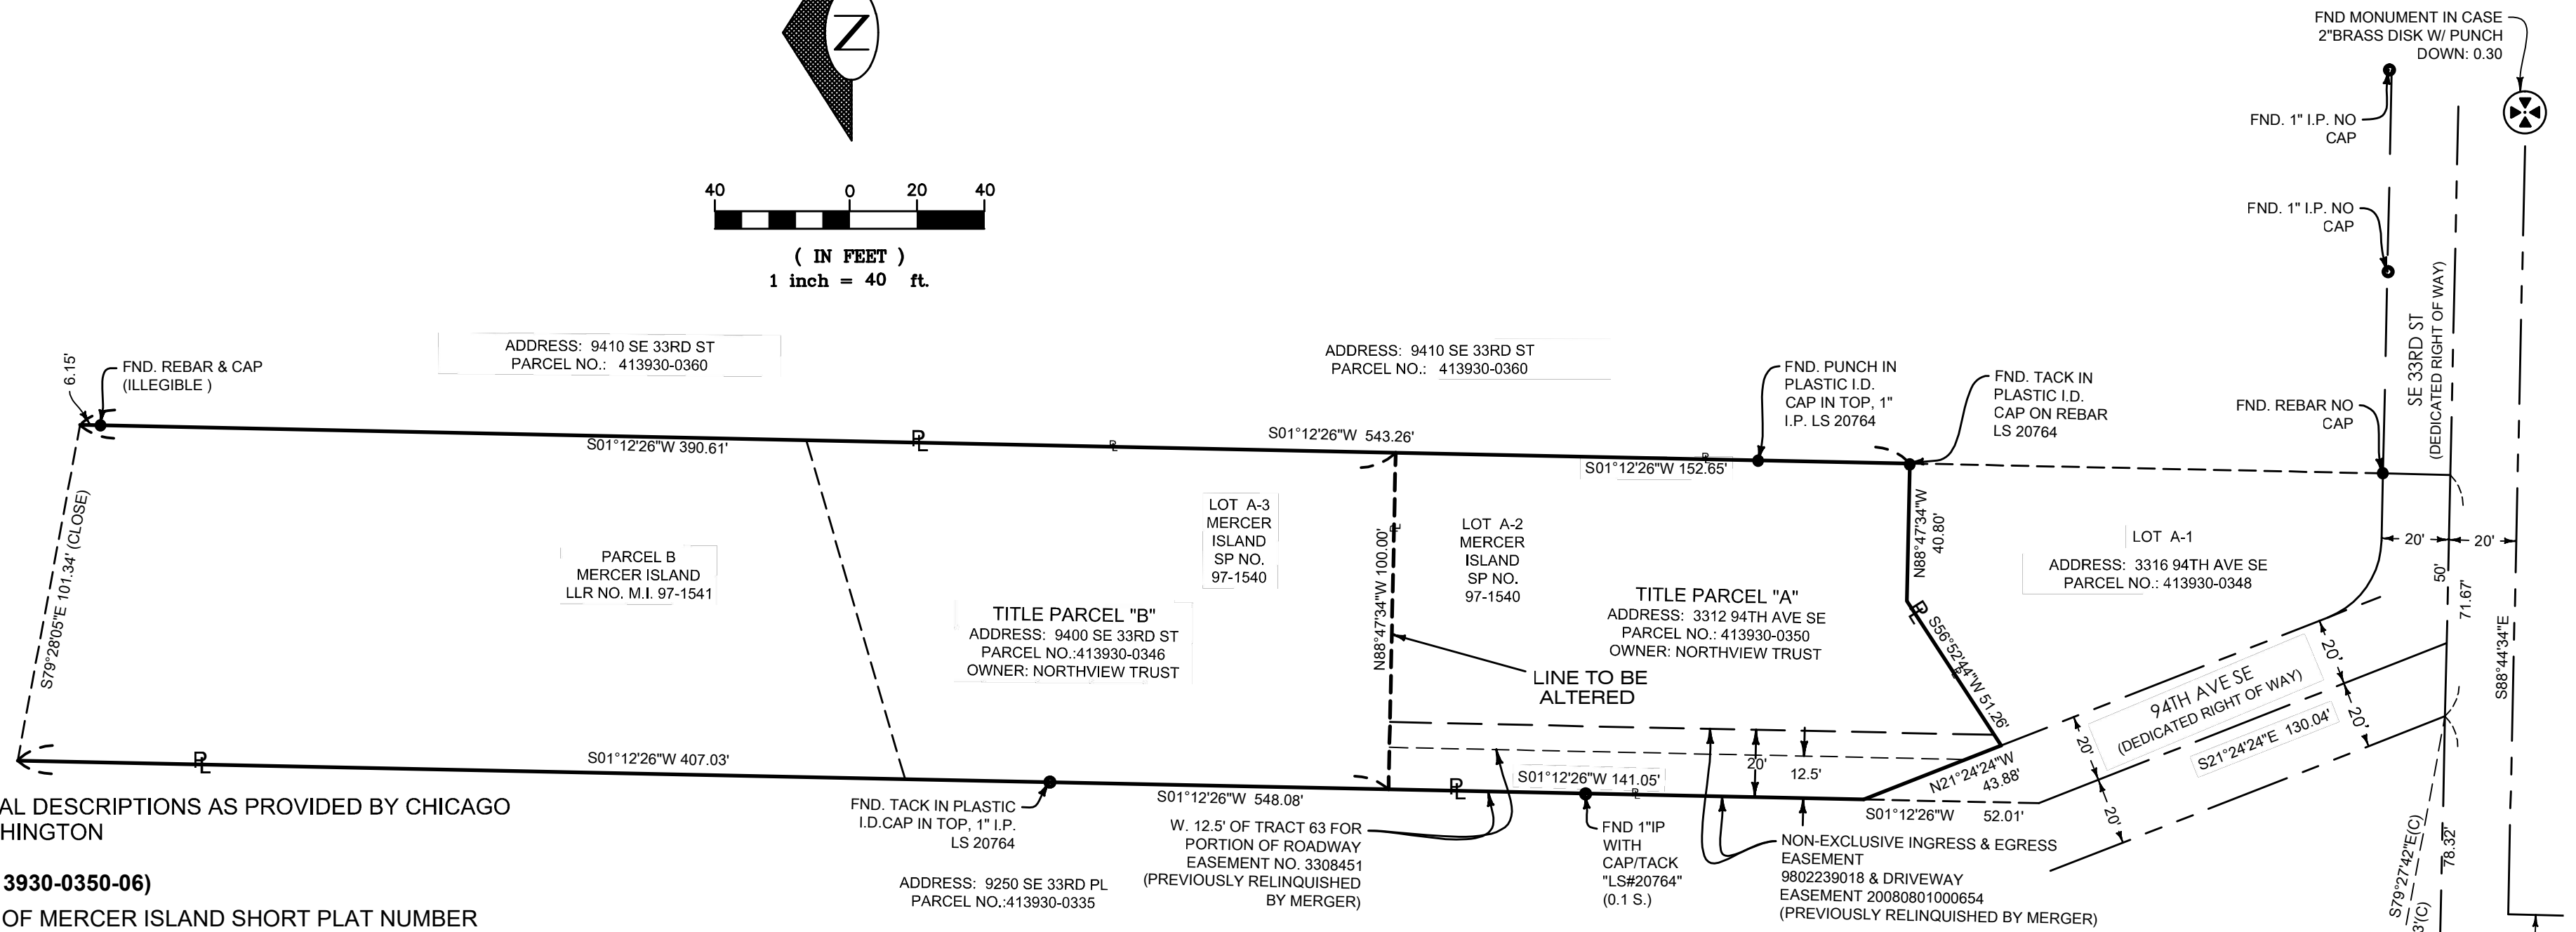 N
FND MONUMENT IN CASE
2"BRASS DISK W/ PUNCH
DOWN: 0.30
FND. 1" I.P. NO
CAP
FND. 1" I.P. NO
CAP
40 0 20 40
( IN FEET )
1 inch = 40 ft.
SE 33RD ST
(DEDICATED RIGHT OF WAY)
6.15'
FND. REBAR & CAP
(ILLEGIBLE )
ADDRESS: 9410 SE 33RD ST
PARCEL NO.: 413930-0360
ADDRESS: 9410 SE 33RD ST
PARCEL NO.: 413930-0360
FND. PUNCH IN
PLASTIC I.D.
CAP IN TOP, 1"
I.P. LS 20764
FND. TACK IN
PLASTIC I.D.
CAP ON REBAR
LS 20764
FND. REBAR NO
CAP
S01°12'26"W 390.61'
PL
PL
S01°12'26"W 543.26'
PL
S01°12'26"W 152.65'
S79°28'05"E 101.34' (CLOSE)
PARCEL B
MERCER ISLAND
LLR NO. M.I. 97-1541
LOT A-3
MERCER
ISLAND
SP NO.
97-1540
TITLE PARCEL "B"
ADDRESS: 9400 SE 33RD ST
PARCEL NO.:413930-0346
OWNER: NORTHVIEW TRUST
N88°47'34"W 100.00'
PL
LOT A-2
MERCER
ISLAND
SP NO.
97-1540
TITLE PARCEL "A"
ADDRESS: 3312 94TH AVE SE
PARCEL NO.: 413930-0350
OWNER: NORTHVIEW TRUST
LINE TO BE
ALTERED
N88°47'34"W
40.80'
PL
S56°52'44"W 51.26'
PL
LOT A-1
ADDRESS: 3316 94TH AVE SE
PARCEL NO.: 413930-0348
20'
20'
50'
71.67'
S88°44'34"E
94TH AVE SE
(DEDICATED RIGHT OF WAY)
S21°24'24"E 130.04'
20'
20'
20'
20'
PL
S01°12'26"W 407.03'
S01°12'26"W 548.08'
PL
S01°12'26"W 141.05'
PL
20'
12.5'
N21°24'24"W
43.88'
S01°12'26"W 52.01'
FND. TACK IN PLASTIC
I.D.CAP IN TOP, 1" I.P.
LS 20764
W. 12.5' OF TRACT 63 FOR
PORTION OF ROADWAY
EASEMENT NO. 3308451
(PREVIOUSLY RELINQUISHED
BY MERGER)
FND 1"IP
WITH
CAP/TACK
"LS#20764"
(0.1 S.)
NON-EXCLUSIVE INGRESS & EGRESS
EASEMENT
9802239018 & DRIVEWAY
EASEMENT 20080801000654
(PREVIOUSLY RELINQUISHED BY MERGER)
ADDRESS: 9250 SE 33RD PL
PARCEL NO.:413930-0335
S79°27'42"E(C)
3'(C)
78.32'
AL DESCRIPTIONS AS PROVIDED BY CHICAGO
HINGTON
3930-0350-06)
OF MERCER ISLAND SHORT PLAT NUMBER